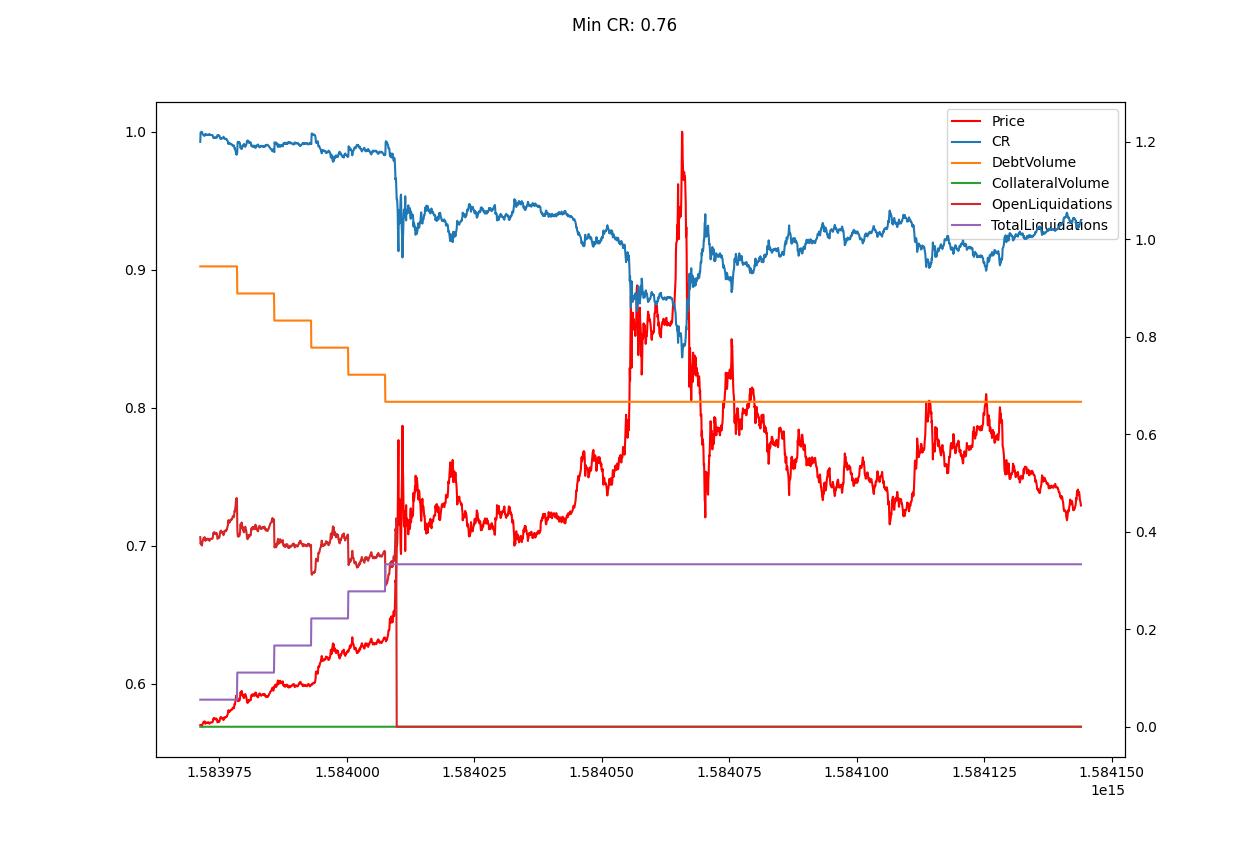 Min CR: 0.76
Price
CR
DebtVolume
CollateralVolume
OpenLiquidations
TotalLiquidations
1.0
0.9
0.8
0.7
0.6
1.2
1.0
0.8
0.6
0.4
0.2
0.0
1.583975 1.584000 1.584025 1.584050 1.584075 1.584100 1.584125 1.584150
1e15